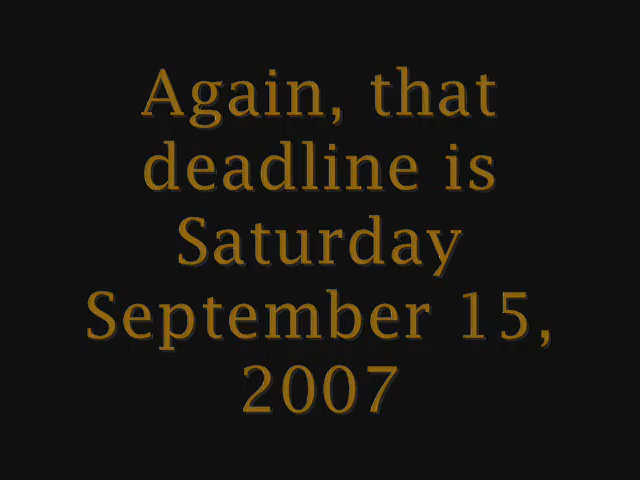 Again, that
deadline is
Saturday
September 15,
2007